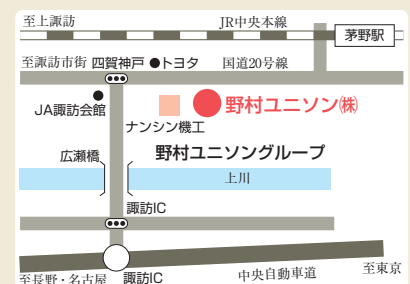 至上諏訪
JR中央本線
茅野駅
至諏訪市街
四賀神戸
●トヨタ
国道20号線
JA諏訪会館
野村ユニソン㈱
ナンシン機工
広瀬橋
野村ユニソングループ
上川
諏訪IC
至長野・名古屋
諏訪IC
中央自動車道
至東京